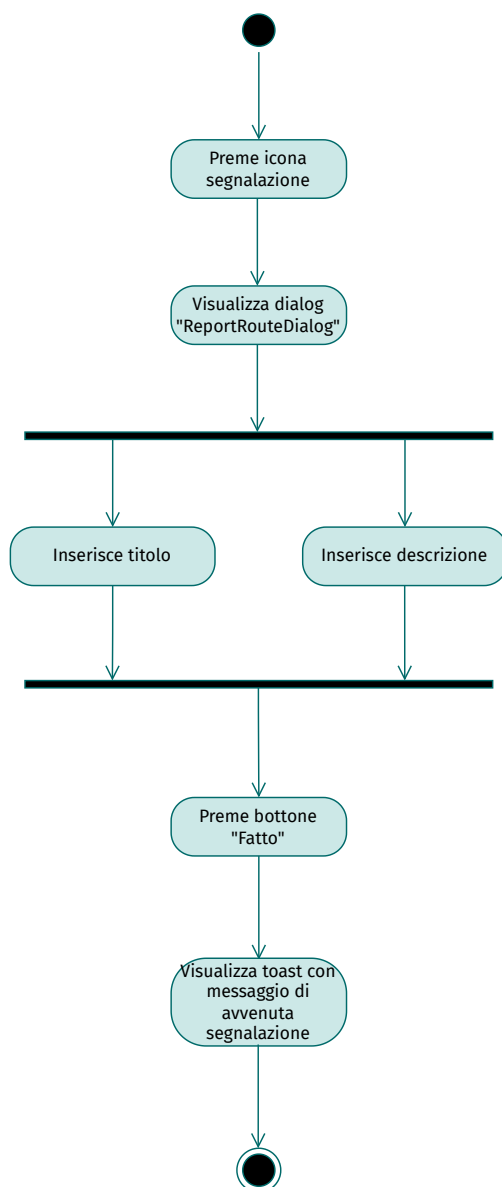 Preme icona
segnalazione
Visualizza dialog
"ReportRouteDialog"
Inserisce titolo
Inserisce descrizione
Preme bottone
"Fatto"
Visualizza toast con
messaggio di
avvenuta
segnalazione